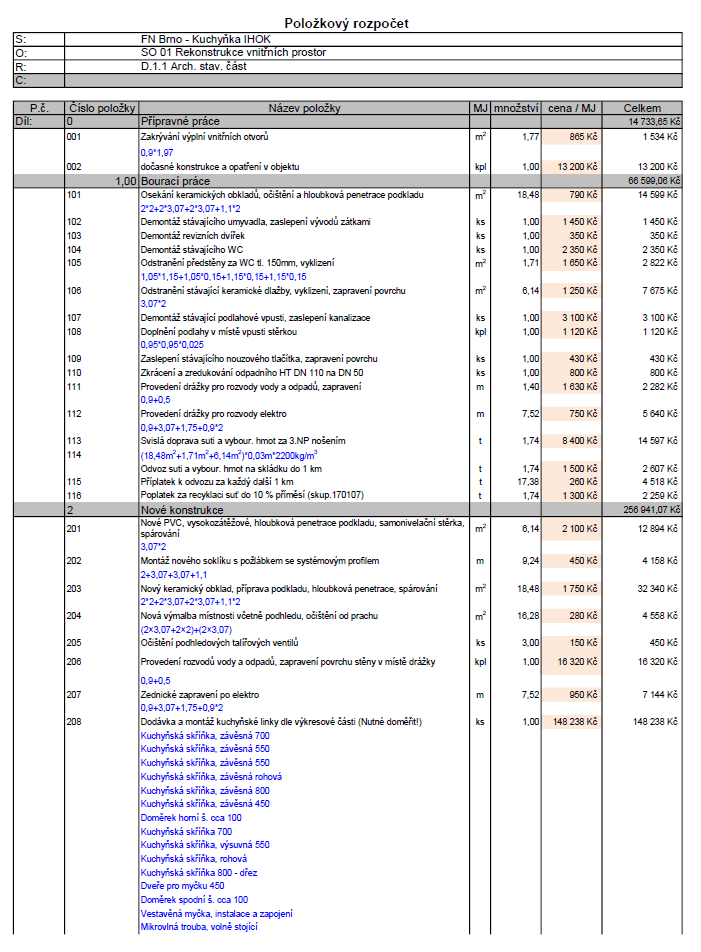 Položkový rozpočet
S: FN Brno - Kuchyňka IHOK
O: SO 01 Rekonstrukce vnitřních prostor
R: D.1.1 Arch. stav. část
C:
P.č. Číslo položky Název položky MJ množství cena / MJ Celkem
Díl: 0 Přípravné práce 14 733,65 Kč
001 Zakrývání výplní vnitřních otvorů m² 1,77 865 Kč 1 534 Kč
0,9*1,97
002 dočasné konstrukce a opatření v objektu kpl 1,00 13 200 Kč 13 200 Kč
1,00 Bourací práce 66 599,06 Kč
101 Osekání keramických obkladů, očištění a hloubková penetrace podkladu m² 18,48 790 Kč 14 599 Kč
2*2+2*3,07+2*3,07+1,1*2
102 Demontáž stávajícího umyvadla, zaslepení vývodů zátkami ks 1,00 1 450 Kč 1 450 Kč
103 Demontáž revizních dvířek ks 1,00 350 Kč 350 Kč
104 Demontáž stávajícího WC ks 1,00 2 350 Kč 2 350 Kč
105 Odstranění předstěny za WC tl. 150mm, vyklizení m² 1,71 1 650 Kč 2 822 Kč
1,05*1,15+1,05*0,15+1,15*0,15+1,15*0,15
106 Odstranění stávající keramické dlažby, vyklizení, zapravení povrchu m² 6,14 1 250 Kč 7 675 Kč
3,07*2
107 Demontáž stávající podlahové vpusti, zaslepení kanalizace ks 1,00 3 100 Kč 3 100 Kč
108 Doplnění podlahy v místě vpusti stěrkou kpl 1,00 1 120 Kč 1 120 Kč
0,95*0,95*0,025
109 Zaslepení stávajícího nouzového tlačítka, zapravení povrchu ks 1,00 430 Kč 430 Kč
110 Zkrácení a zredukování odpadního HT DN 110 na DN 50 ks 1,00 800 Kč 800 Kč
111 Provedení drážky pro rozvody vody a odpadů, zapravení m 1,40 1 630 Kč 2 282 Kč
0,9+0,5
112 Provedení drážky pro rozvody elektro m 7,52 750 Kč 5 640 Kč
0,9+3,07+1,75+0,9*2
113 Svislá doprava suti a vybour. hmot za 3.NP nošením t 1,74 8 400 Kč 14 597 Kč
114 (18,48m²+1,71m²+6,14m²)*0,03m*2200kg/m³
Odvoz suti a vybour. hmot na skládku do 1 km t 1,74 1 500 Kč 2 607 Kč
115 Příplatek k odvozu za každý další 1 km t 17,38 260 Kč 4 518 Kč
116 Poplatek za recyklaci suť do 10 % příměsí (skup.170107) t 1,74 1 300 Kč 2 259 Kč
2 Nové konstrukce 256 941,07 Kč
201 Nové PVC, vysokozátěžové, hloubková penetrace podkladu, samonivelační stěrka, m² 6,14 2 100 Kč 12 894 Kč
spárování
3,07*2
202 Montáž nového soklíku s požlábkem se systémovým profilem m 9,24 450 Kč 4 158 Kč
2+3,07+3,07+1,1
203 Nový keramický obklad, příprava podkladu, hloubková penetrace, spárování m² 18,48 1 750 Kč 32 340 Kč
2*2+2*3,07+2*3,07+1,1*2
204 Nová výmalba místnosti včetně podhledu, očištění od prachu m² 16,28 280 Kč 4 558 Kč
(2×3,07+2×2)+(2×3,07)
205 Očištění podhledových talířových ventilů ks 3,00 150 Kč 450 Kč
206 Provedení rozvodů vody a odpadů, zapravení povrchu stěny v místě drážky kpl 1,00 16 320 Kč 16 320 Kč
0,9+0,5
207 Zednické zapravení po elektro m 7,52 950 Kč 7 144 Kč
0,9+3,07+1,75+0,9*2
208 Dodávka a montáž kuchyňské linky dle výkresové části (Nutné doměřit!) ks 1,00 148 238 Kč 148 238 Kč
Kuchyňská skříňka, závěsná 700
Kuchyňská skříňka, závěsná 550
Kuchyňská skříňka, závěsná 550
Kuchyňská skříňka, závěsná rohová
Kuchyňská skříňka, závěsná 800
Kuchyňská skříňka, závěsná 450
Doměrek horní š. cca 100
Kuchyňská skříňka 700
Kuchyňská skříňka, výsuvná 550
Kuchyňská skříňka, rohová
Kuchyňská skříňka 800 - dřez
Dveře pro myčku 450
Doměrek spodní š. cca 100
Vestavěná myčka, instalace a zapojení
Mikrovlná trouba, volně stojící